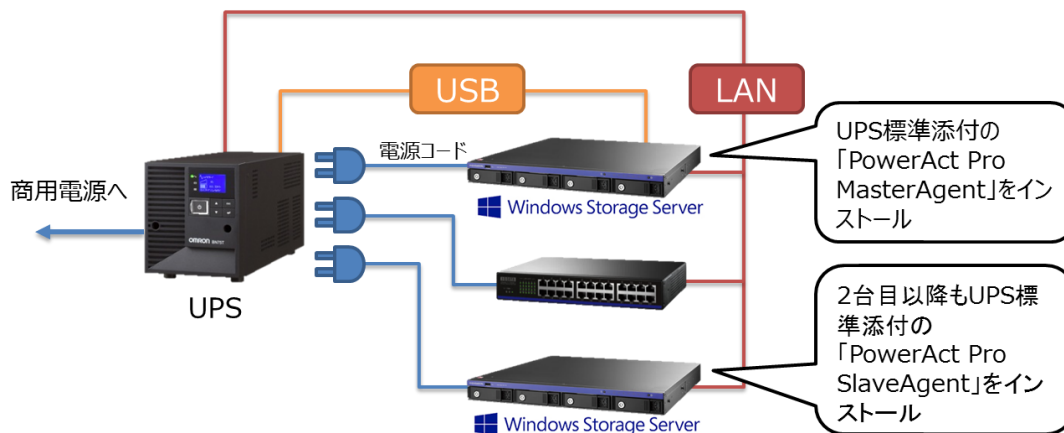 USB
LAN
電源コード
商用電源へ
OMRON
UPS
Windows Storage Server
Windows Storage Server
UPS標準添付の
「PowerAct Pro
MasterAgent」をイン
ストール
2台目以降もUPS標
準添付の
「PowerAct Pro
SlaveAgent」をイン
ストール